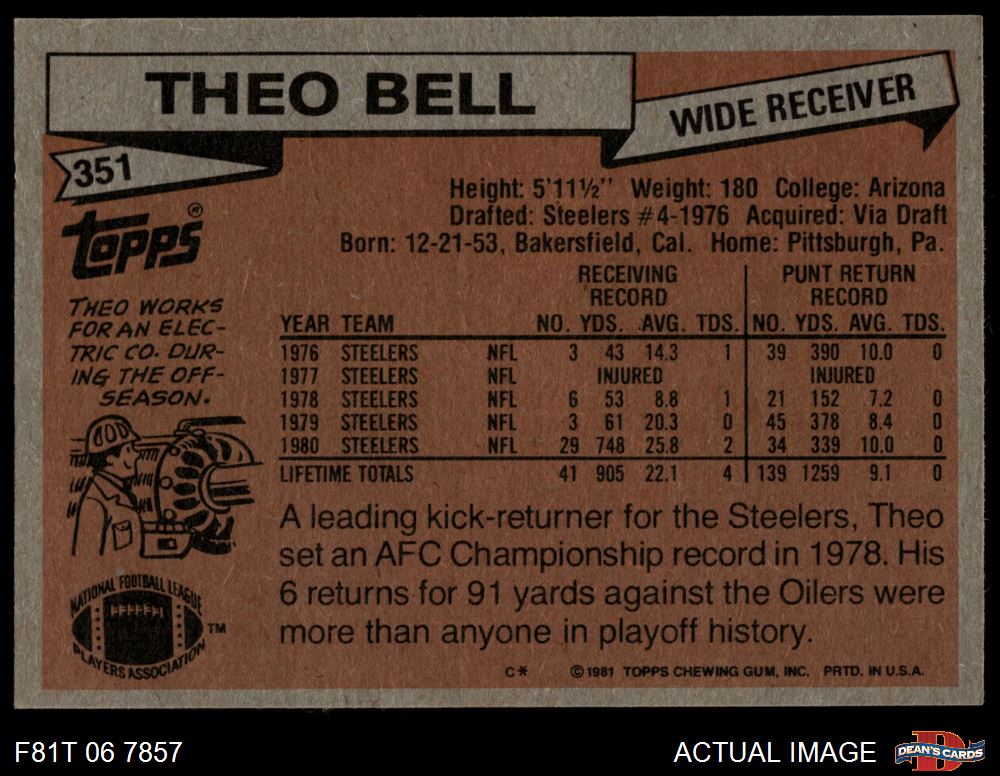 THEO BELL
WIDE RECEIVER
351
Height: 5'11½" Weight: 180 College: Arizona
Drafted: Steelers #4-1976 Acquired: Via Draft
Born: 12-21-53, Bakersfield, Cal. Home: Pittsburgh, Pa.
Topps®
THEO WORKS
FOR AN ELEC-
TRIC CO. DUR-
ING THE OFF-
SEASON.
RECEIVING RECORD PUNT RETURN RECORD
YEAR TEAM NO. YDS. AVG. TDS. NO. YDS. AVG. TDS.
1976 STEELERS NFL 3 43 14.3 1 39 390 10.0 0
1977 STEELERS NFL INJURED INJURED
1978 STEELERS NFL 6 53 8.8 1 21 152 7.2 0
1979 STEELERS NFL 3 61 20.3 0 45 378 8.4 0
1980 STEELERS NFL 29 748 25.8 2 34 339 10.0 0
LIFETIME TOTALS 41 905 22.1 4 139 1259 9.1 0
A leading kick-returner for the Steelers, Theo
set an AFC Championship record in 1978. His
6 returns for 91 yards against the Oilers were
more than anyone in playoff history.
NATIONAL FOOTBALL LEAGUE
PLAYERS ASSOCIATION
TM
C* ©1981 TOPPS CHEWING GUM, INC. PRTD. IN U.S.A.
F81T 06 7857
ACTUAL IMAGE
D DEAN'S CARDS